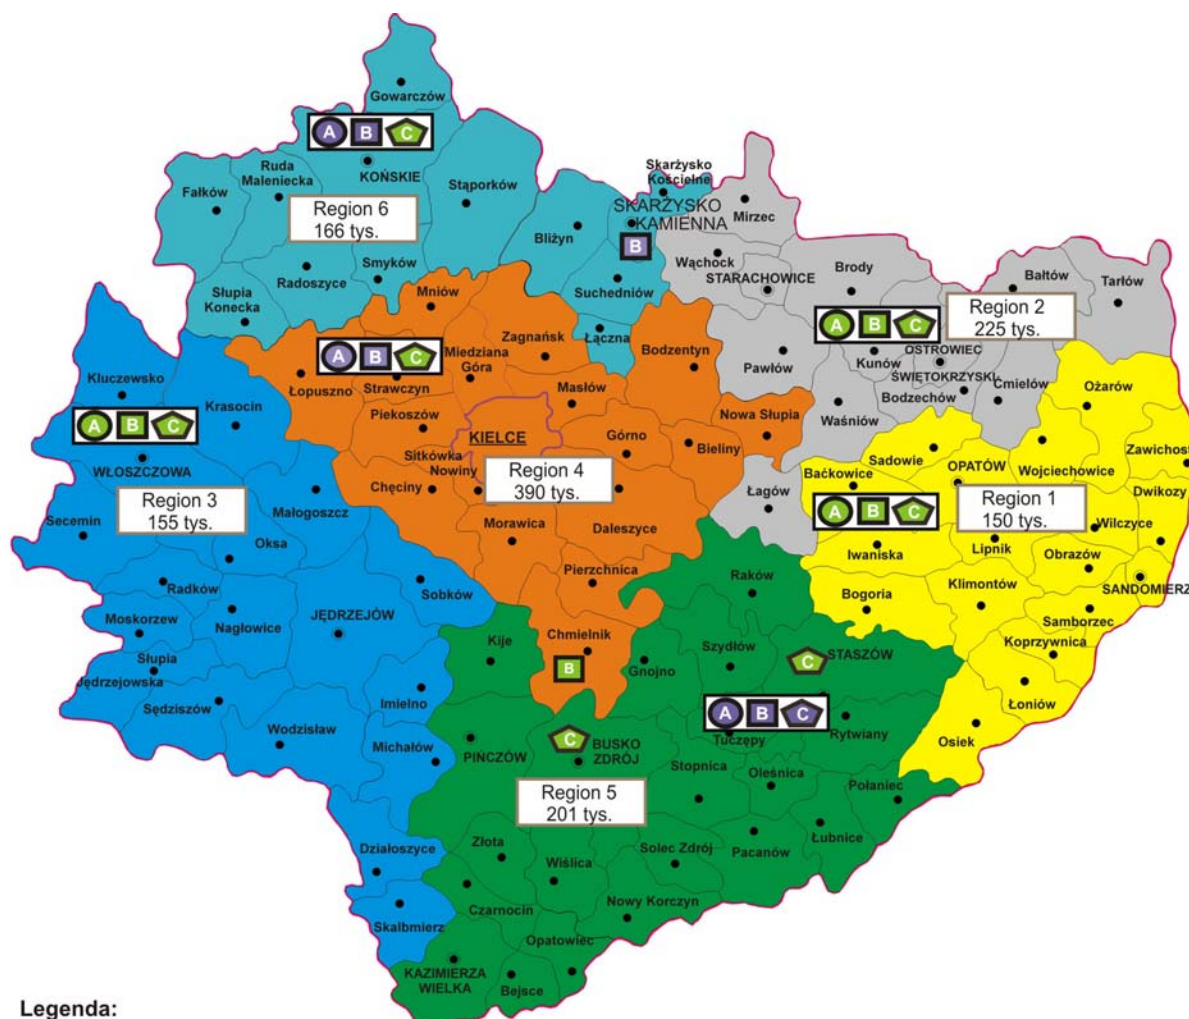 Gowarczów
A B C
KOŃSKIE
Ruda
Maleniecka
Fałków
Stąporków
Region 6
166 tys.
Słupia
Konecka
Radoszyce
Smyków
Skarżysko
Kościelne
SKARŻYSKO
KAMIENNA
B
Bliżyn
Suchedniów
Łączna
Mirzec
Wąchock
STARACHOWICE
Brody
Bałtów
Tarłów
Region 2
225 tys.
A B C
Pawłów
Kunów
OSTROWIEC
ŚWIĘTOKRZYSKI
Bodzechów
Ćmielów
Waśniów
Mniów
Zagnańsk
Bodzentyn
A B C
Miedziana
Góra
Łopuszno
Strawczyn
Masłów
Piekoszów
KIELCE
Górno
Bieliny
Nowa Słupia
Sitkówka
Nowiny
Region 4
390 tys.
Chęciny
Morawica
Daleszyce
Pierzchnica
Chmielnik
B
Łagów
Kluczewsko
Krasocin
A B C
WŁOSZCZOWA
Region 3
155 tys.
Małogoszcz
Secemin
Oksa
Radków
Moskorzew
Nagłowice
JĘDRZEJÓW
Sobków
Słupia
Jędrzejowska
Sędziszów
Imielno
Wodzisław
Michałów
Działoszyce
Skalbmierz
Ożarów
Sadowie
OPATÓW
Wojciechowice
Zawichost
Baćkowice
Region 1
150 tys.
Dwikozy
A B C
Wilczyce
Iwaniska
Lipnik
Obrazów
SANDOMIERZ
Bogoria
Klimontów
Samborzec
Koprzywnica
Łoniów
Osiek
Raków
Kije
Szydłów
Gnojno
C
STASZÓW
A B C
Tuczępy
Rytwiany
PIŃCZÓW
C
BUSKO
ZDRÓJ
Stopnica
Oleśnica
Połaniec
Region 5
201 tys.
Łubnice
Pacanów
Solec Zdrój
Złota
Wiślica
Czarnocin
Nowy Korczyn
Opatowiec
KAZIMIERZA
WIELKA
Bejsce
Legenda: